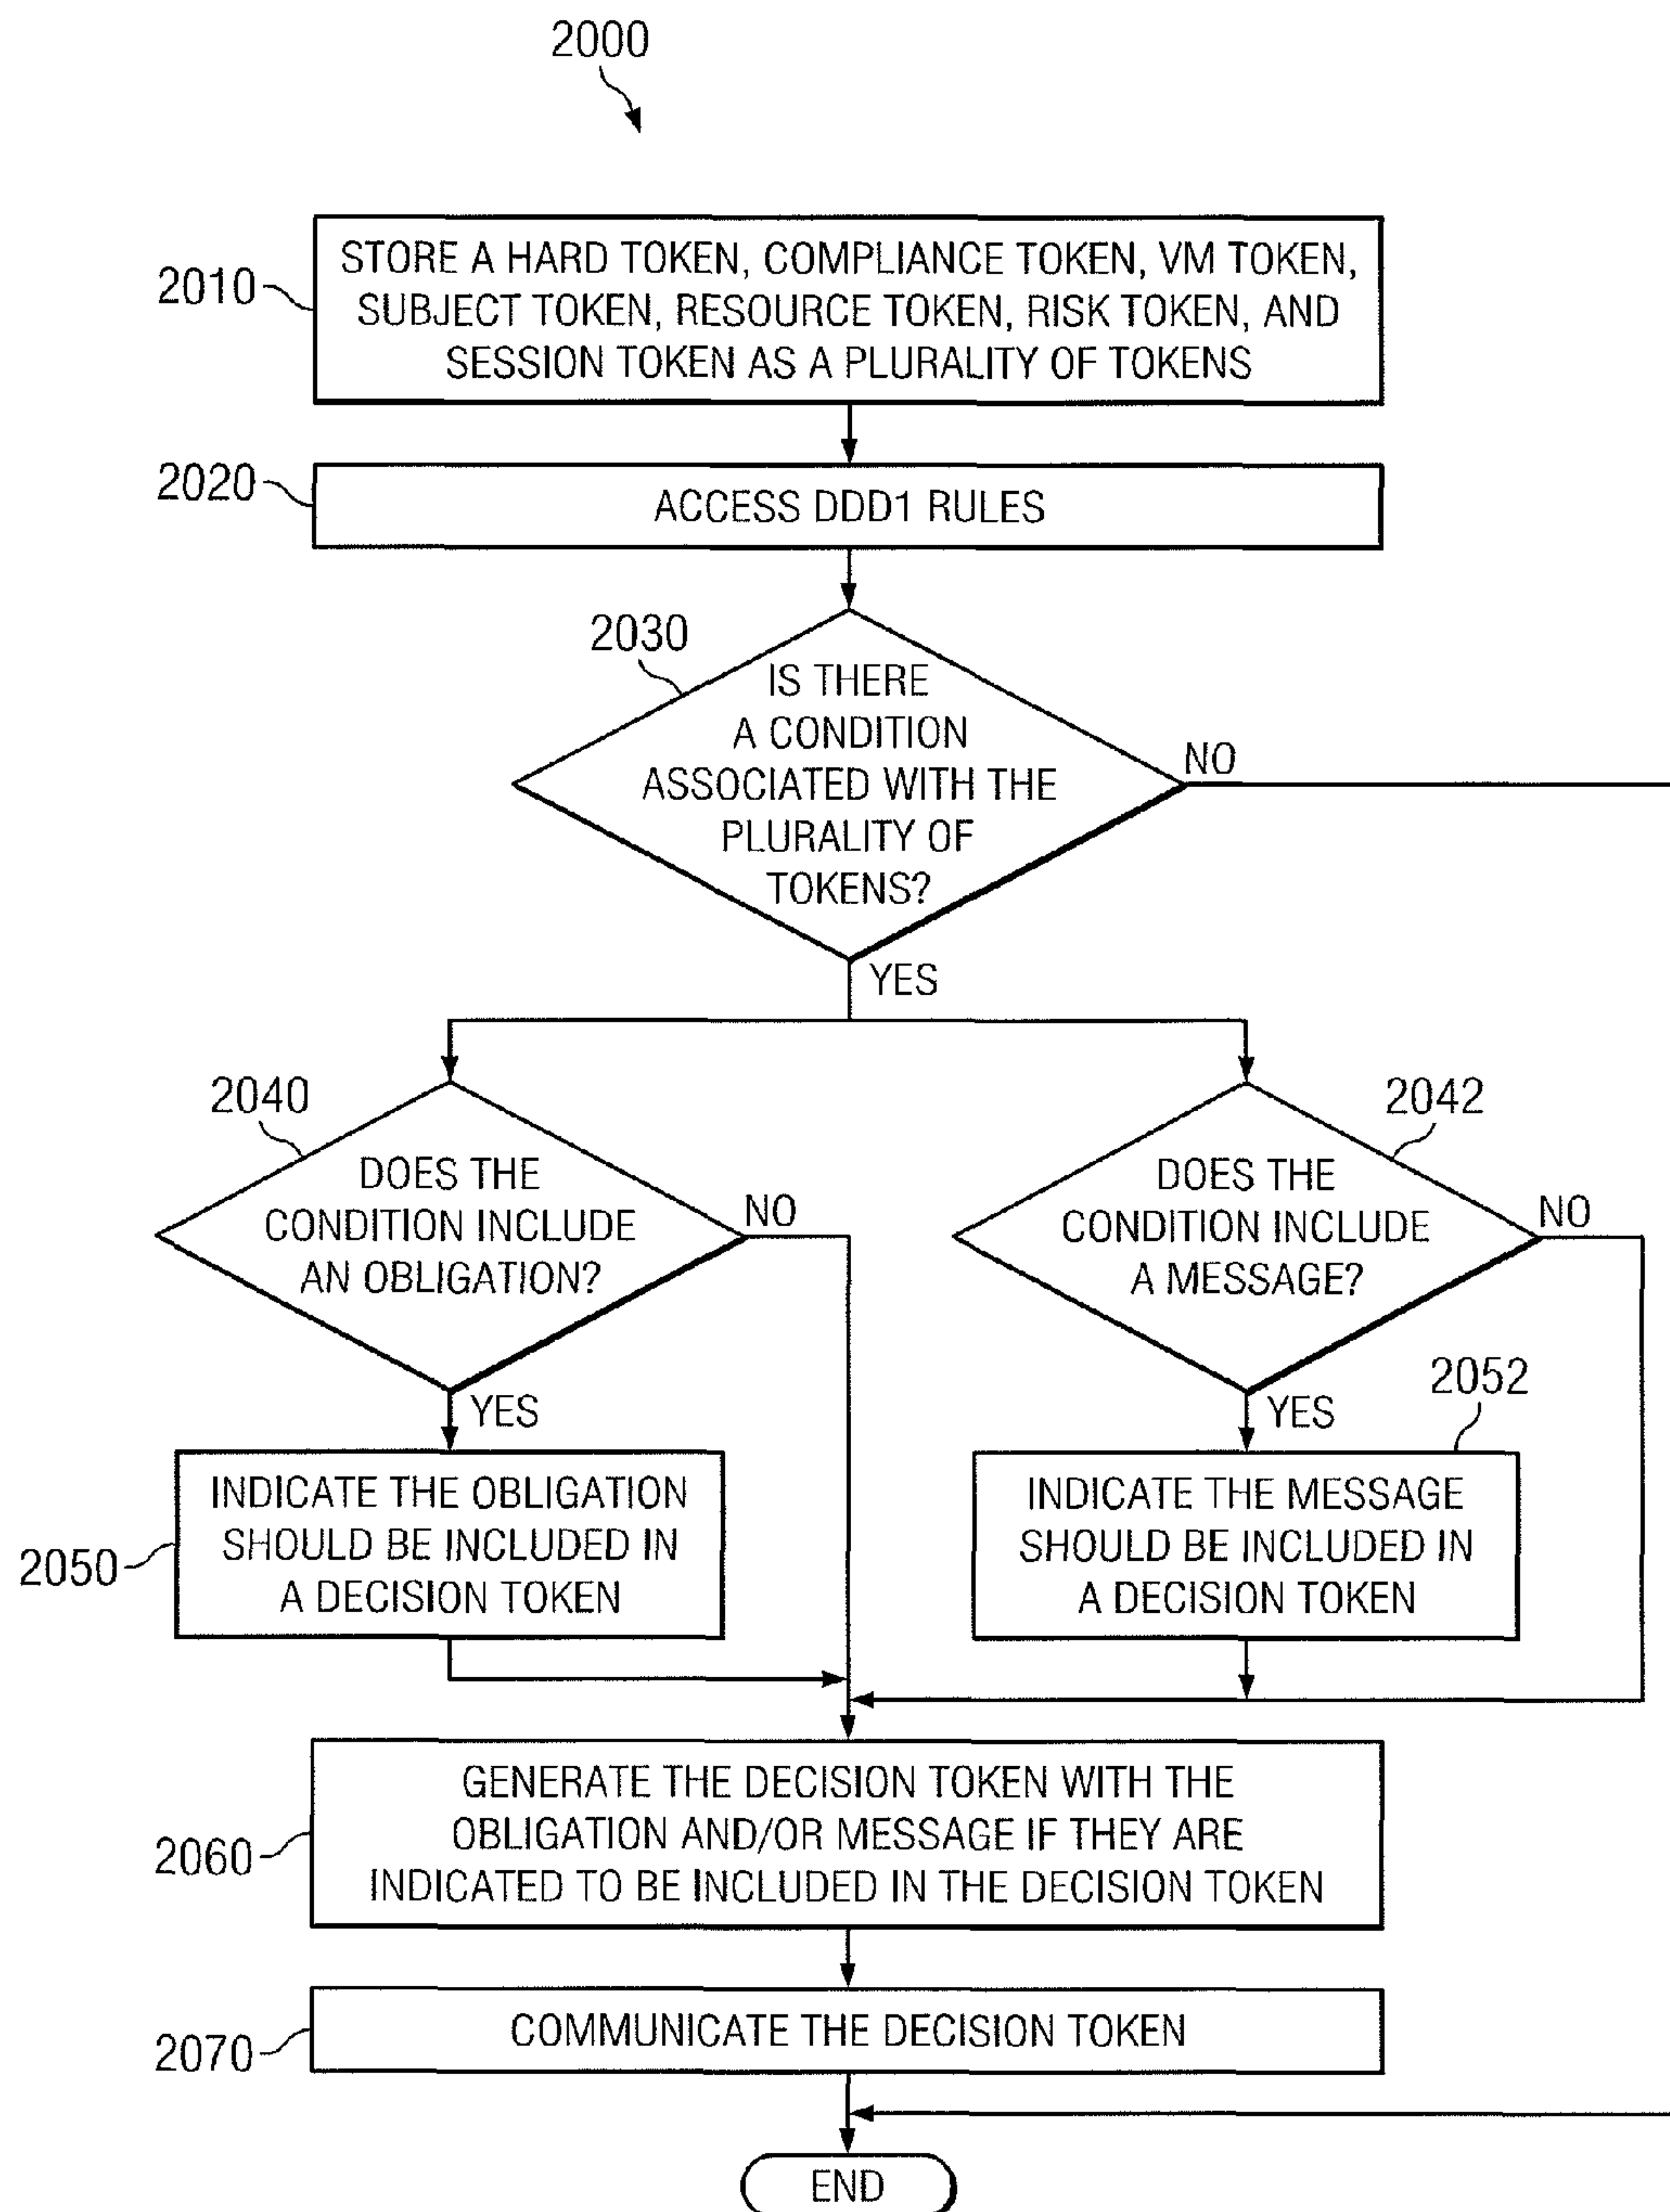 2000
2010
STORE A HARD TOKEN, COMPLIANCE TOKEN, VM TOKEN,
SUBJECT TOKEN, RESOURCE TOKEN, RISK TOKEN, AND
SESSION TOKEN AS A PLURALITY OF TOKENS
2020
ACCESS DDD1 RULES
2030
IS THERE
A CONDITION
ASSOCIATED WITH THE
PLURALITY OF
TOKENS?
NO
YES
2040
DOES THE
CONDITION INCLUDE
AN OBLIGATION?
NO
YES
2042
DOES THE
CONDITION INCLUDE
A MESSAGE?
NO
YES
2050
INDICATE THE OBLIGATION
SHOULD BE INCLUDED IN
A DECISION TOKEN
2052
INDICATE THE MESSAGE
SHOULD BE INCLUDED IN
A DECISION TOKEN
2060
GENERATE THE DECISION TOKEN WITH THE
OBLIGATION AND/OR MESSAGE IF THEY ARE
INDICATED TO BE INCLUDED IN THE DECISION TOKEN
2070
COMMUNICATE THE DECISION TOKEN
END